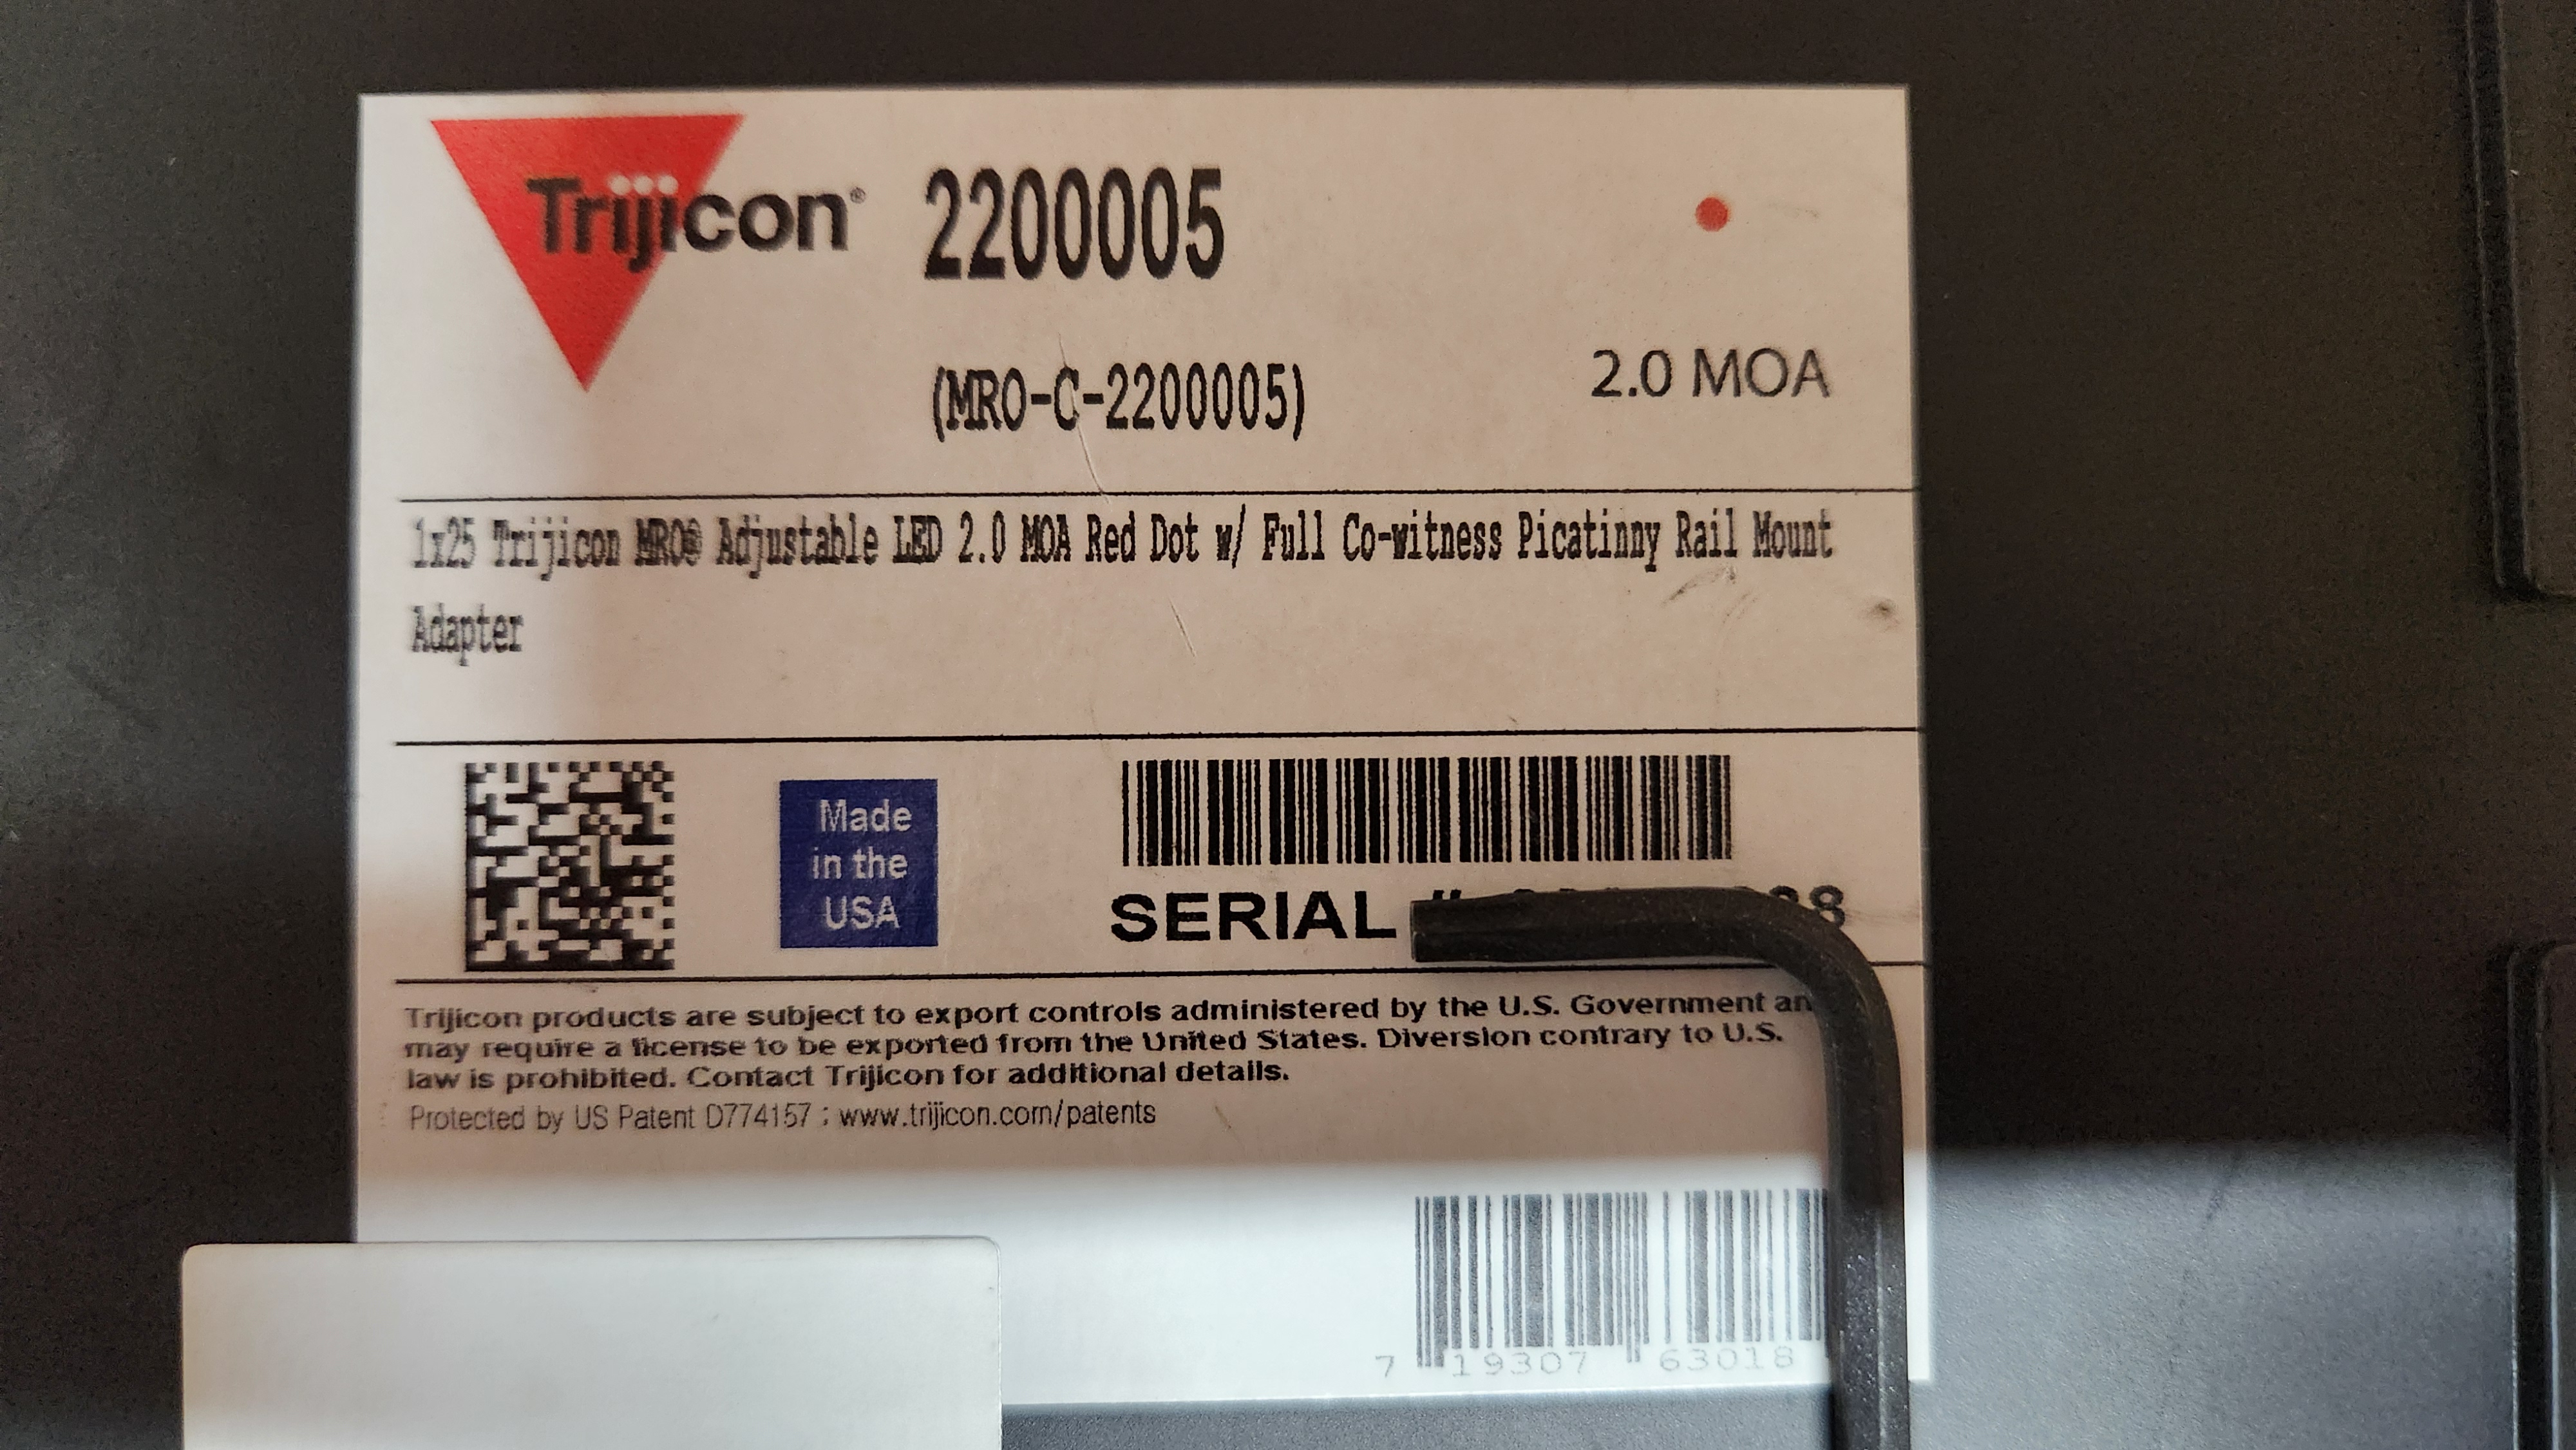 Trijicon® 2200005
(MRO-C-2200005)
2.0 MOA
1x25 Trijicon MRO® Adjustable LED 2.0 MOA Red Dot w/ Full Co-witness Picatinny Rail Mount
Adapter
Made
in the
USA
SERIAL
Trijicon products are subject to export controls administered by the U.S. Government
may require a license to be exported from the United States. Diversion contrary to U.S.
law is prohibited. Contact Trijicon for additional details.
Protected by US Patent D774157 ; www.trijicon.com/patents
7 19307 63018